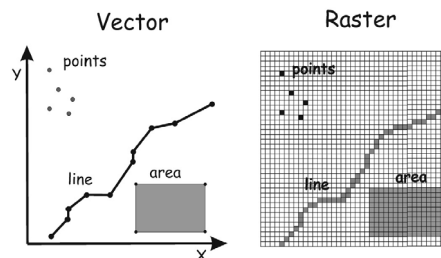 Vector
Raster
Y
points
line
area
X
points
line
area